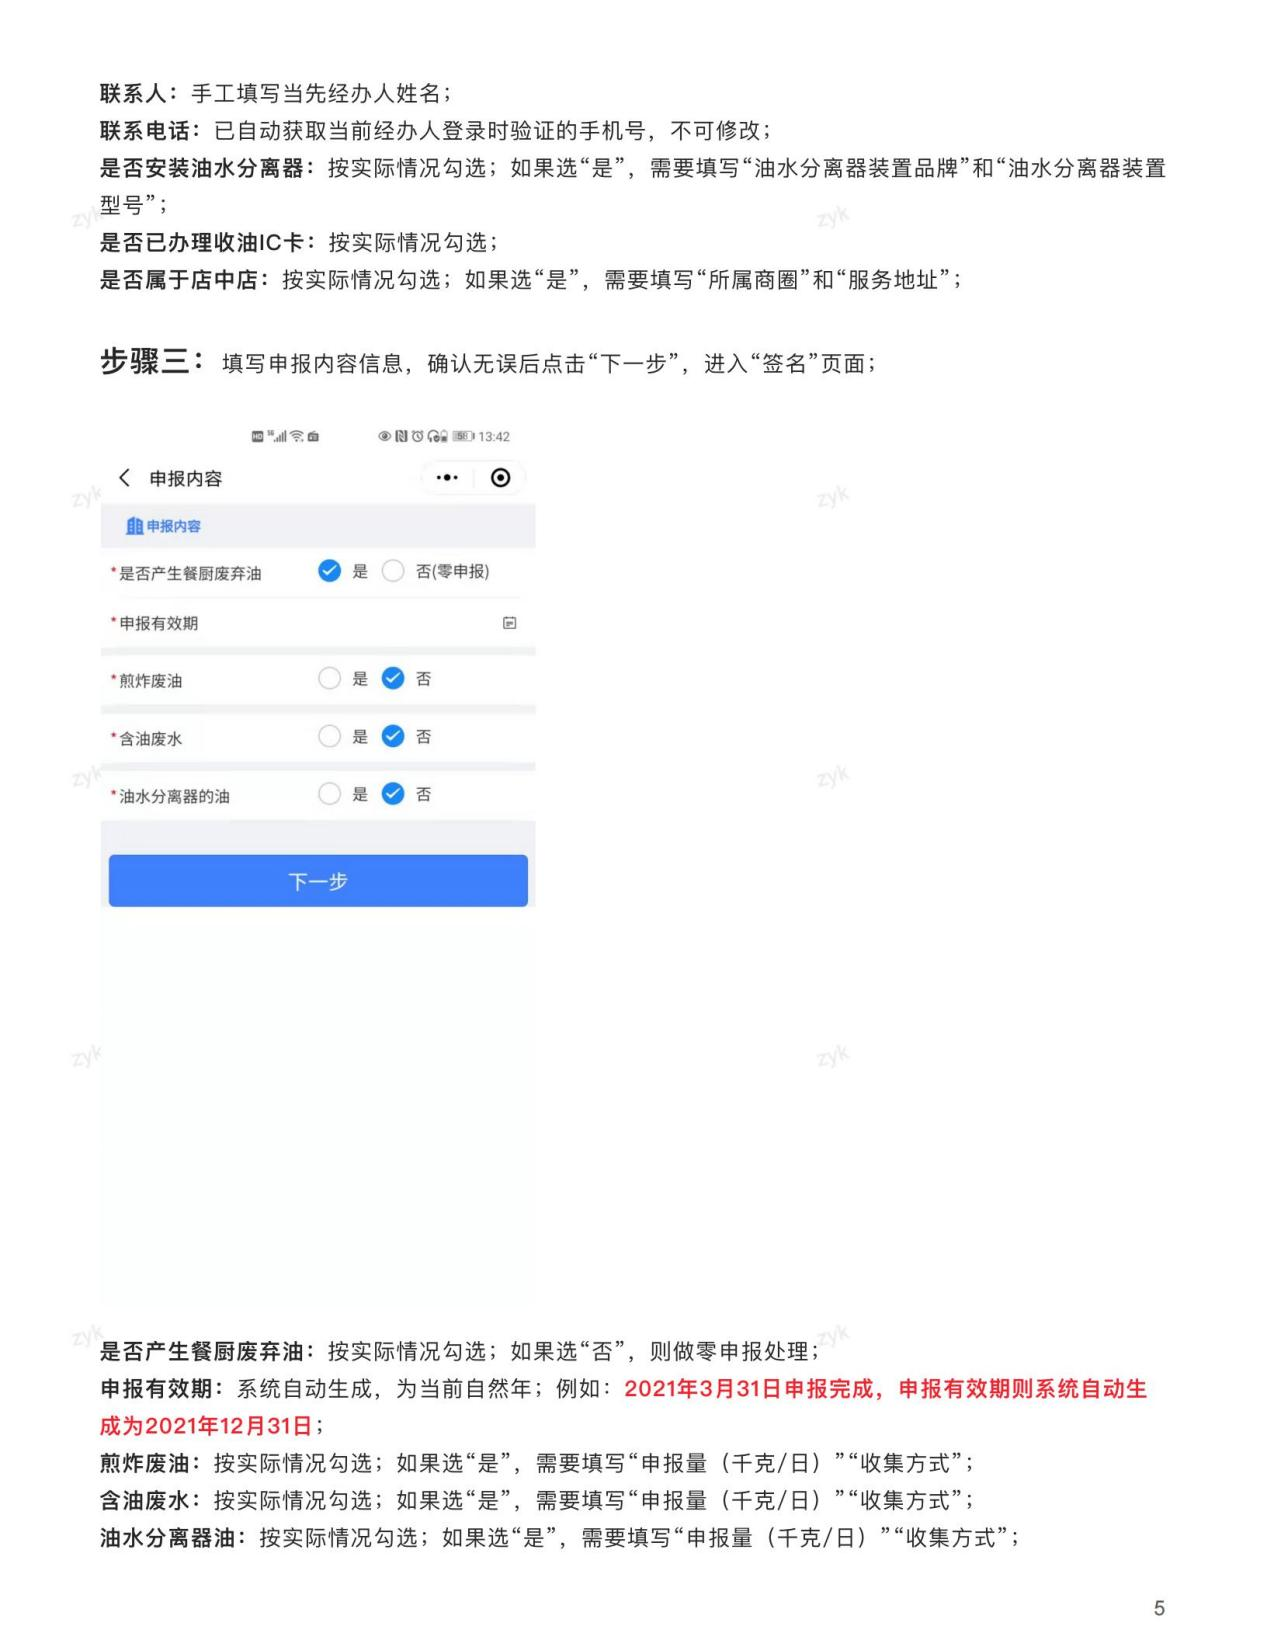 联系人：手工填写当先经办人姓名；
联系电话：已自动获取当前经办人登录时验证的手机号，不可修改；
是否安装油水分离器：按实际情况勾选；如果选“是”，需要填写“油水分离器装置品牌”和“油水分离器装置
型号”；
是否已办理收油IC卡：按实际情况勾选；
是否属于店中店：按实际情况勾选；如果选“是”，需要填写“所属商圈”和“服务地址”；
步骤三：填写申报内容信息，确认无误后点击“下一步”，进入“签名”页面；
HD 5G 58 13:42
申报内容
申报内容
*是否产生餐厨废弃油 是 否(零申报)
*申报有效期
*煎炸废油 是 否
*含油废水 是 否
*油水分离器的油 是 否
下一步
是否产生餐厨废弃油：按实际情况勾选；如果选“否”，则做零申报处理；
申报有效期：系统自动生成，为当前自然年；例如：2021年3月31日申报完成，申报有效期则系统自动生
成为2021年12月31日；
煎炸废油：按实际情况勾选；如果选“是”，需要填写“申报量（千克/日）”“收集方式”；
含油废水：按实际情况勾选；如果选“是”，需要填写“申报量（千克/日）”“收集方式”；
油水分离器油：按实际情况勾选；如果选“是”，需要填写“申报量（千克/日）”“收集方式”；
5
zyk
zyk
zyk
zyk
zyk
zyk
zyk
zyk
zyk
zyk